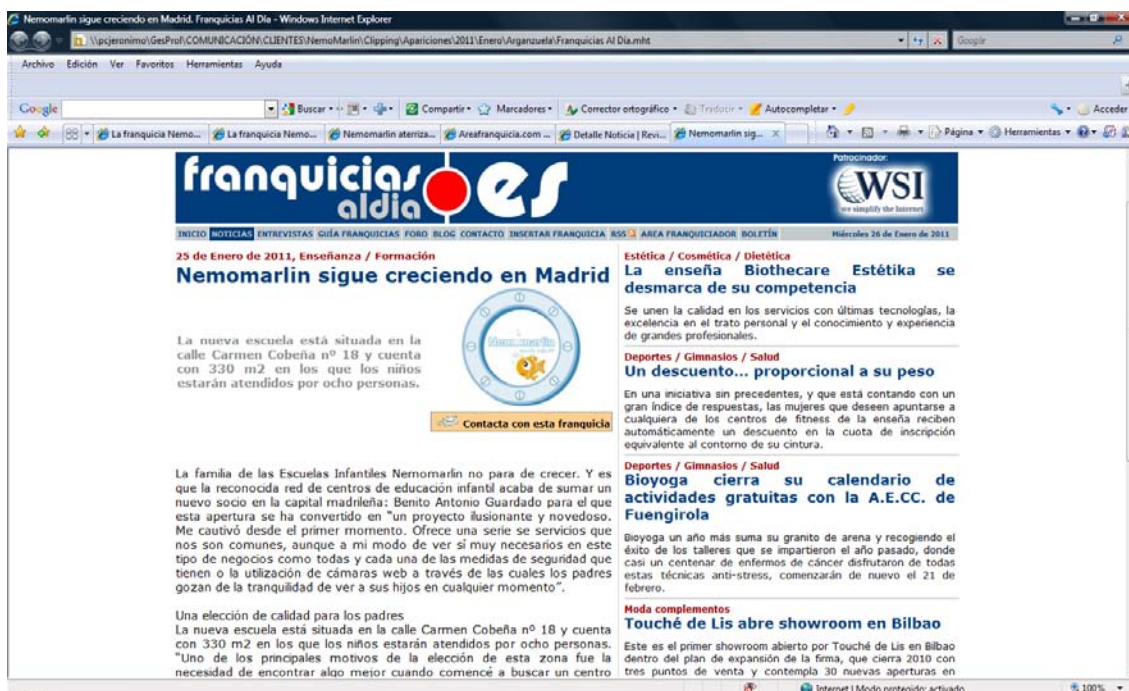 Nemomarlin sigue creciendo en Madrid. Franquicias Al Día - Windows Internet Explorer
\\pcjeronimo\GesProf\COMUNICACIÓN\CLIENTES\NemoMarlin\Clipping\Apariciones\2011\Enero\Arganzuela\Franquicias Al Día.mht
Google
Archivo Edición Ver Favoritos Herramientas Ayuda
Google
Buscar
Compartir
Marcadores
Corrector ortográfico
Traducir
Autocompletar
Acceder
La franquicia Nemo...
La franquicia Nemo...
Nemomarlin aterriza...
Areafranquicia.com ...
Detalle Noticia | Revi...
Nemomarlin sig...
Página
Herramientas
franquicias
aldia
es
Patrocinador:
WSI
we simplify the Internet
INICIO NOTICIAS ENTREVISTAS GUÍA FRANQUICIAS FORO BLOG CONTACTO INSERTAR FRANQUICIA RSS AREA FRANQUICIADOR BOLETÍN
Miércoles 26 de Enero de 2011
25 de Enero de 2011, Enseñanza / Formación
Nemomarlin sigue creciendo en Madrid
La nueva escuela está situada en la
calle Carmen Cobeña nº 18 y cuenta
con 330 m2 en los que los niños
estarán atendidos por ocho personas.
Nemomarlin
Contacta con esta franquicia
La familia de las Escuelas Infantiles Nemomarlin no para de crecer. Y es
que la reconocida red de centros de educación infantil acaba de sumar un
nuevo socio en la capital madrileña: Benito Antonio Guardado para el que
esta apertura se ha convertido en "un proyecto ilusionante y novedoso.
Me cautivó desde el primer momento. Ofrece una serie se servicios que
nos son comunes, aunque a mi modo de ver sí muy necesarios en este
tipo de negocios como todas y cada una de las medidas de seguridad que
tienen o la utilización de cámaras web a través de las cuales los padres
gozan de la tranquilidad de ver a sus hijos en cualquier momento".
Una elección de calidad para los padres
La nueva escuela está situada en la calle Carmen Cobeña nº 18 y cuenta
con 330 m2 en los que los niños estarán atendidos por ocho personas.
"Uno de los principales motivos de la elección de esta zona fue la
necesidad de encontrar algo mejor cuando comencé a buscar un centro
Estética / Cosmética / Dietética
La enseña Biothecare Estétika se
desmarca de su competencia
Se unen la calidad en los servicios con últimas tecnologías, la
excelencia en el trato personal y el conocimiento y experiencia
de grandes profesionales.
Deportes / Gimnasios / Salud
Un descuento... proporcional a su peso
En una iniciativa sin precedentes, y que está contando con un
gran índice de respuestas, las mujeres que deseen apuntarse a
cualquiera de los centros de fitness de la enseña reciben
automáticamente un descuento en la cuota de inscripción
equivalente al contorno de su cintura.
Deportes / Gimnasios / Salud
Bioyoga cierra su calendario de
actividades gratuitas con la A.E.CC. de
Fuengirola
Bioyoga un año más suma su granito de arena y recogiendo el
éxito de los talleres que se impartieron el año pasado, donde
casi un centenar de enfermos de cáncer disfrutaron de todas
estas técnicas anti-stress, comenzarán de nuevo el 21 de
febrero.
Moda complementos
Touché de Lis abre showroom en Bilbao
Este es el primer showroom abierto por Touché de Lis en Bilbao
dentro del plan de expansión de la firma, que cierra 2010 con
tres puntos de venta y contempla 30 nuevas aperturas en
Internet | Modo protegido: activado
100%